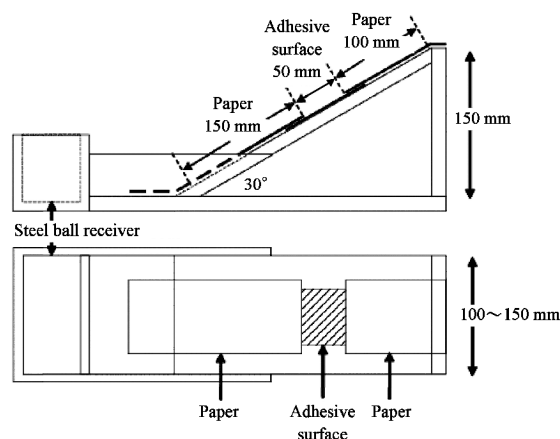 Paper
100 mm
Adhesive
surface
50 mm
Paper
150 mm
150 mm
30°
Steel ball receiver
100～150 mm
Paper
Adhesive
surface
Paper